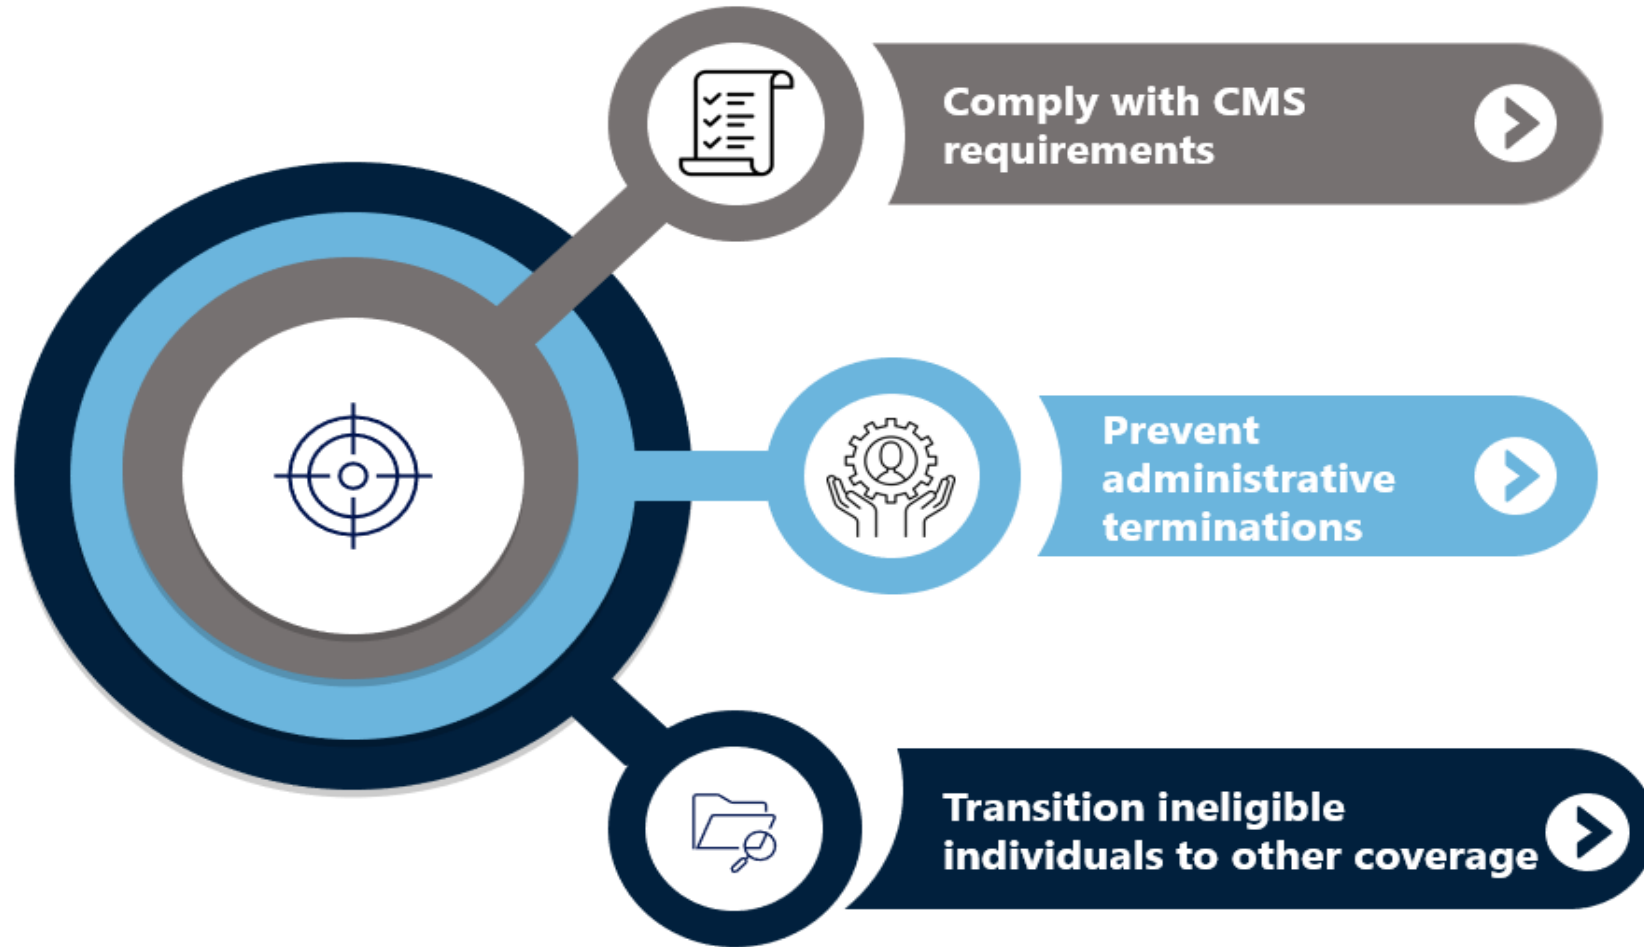 Comply with CMS
requirements
Prevent
administrative
terminations
Transition ineligible
individuals to other coverage